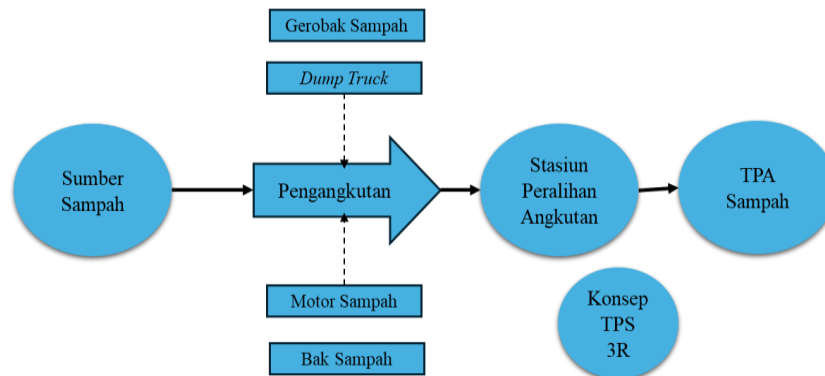 Gerobak Sampah
Dump Truck
Sumber
Sampah
Pengangkutan
Stasiun
Peralihan
Angkutan
TPA
Sampah
Motor Sampah
Bak Sampah
Konsep
TPS
3R